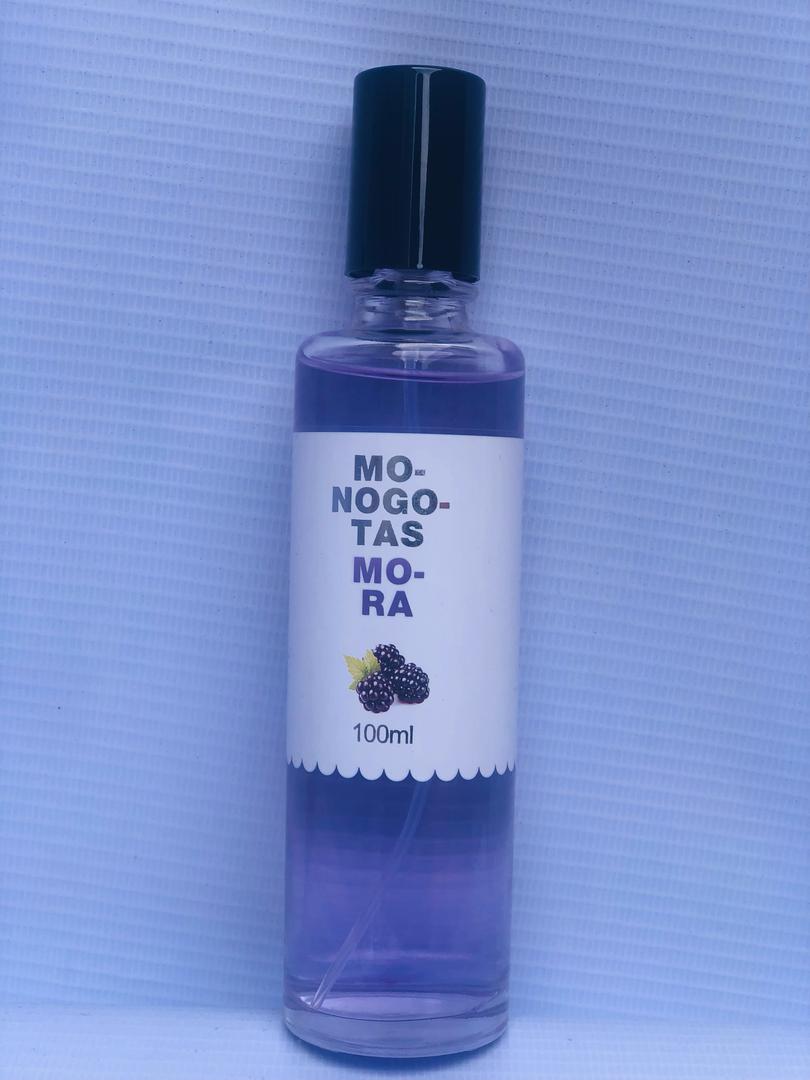 MO-
NOGO-
TAS
MO-
RA
100ml